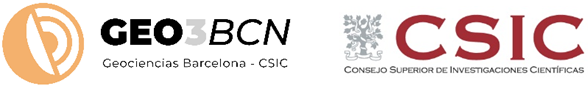 GEO3BCN
Geociencias Barcelona - CSIC
CSIC
CONSEJO SUPERIOR DE INVESTIGACIONES CIENTÍFICAS